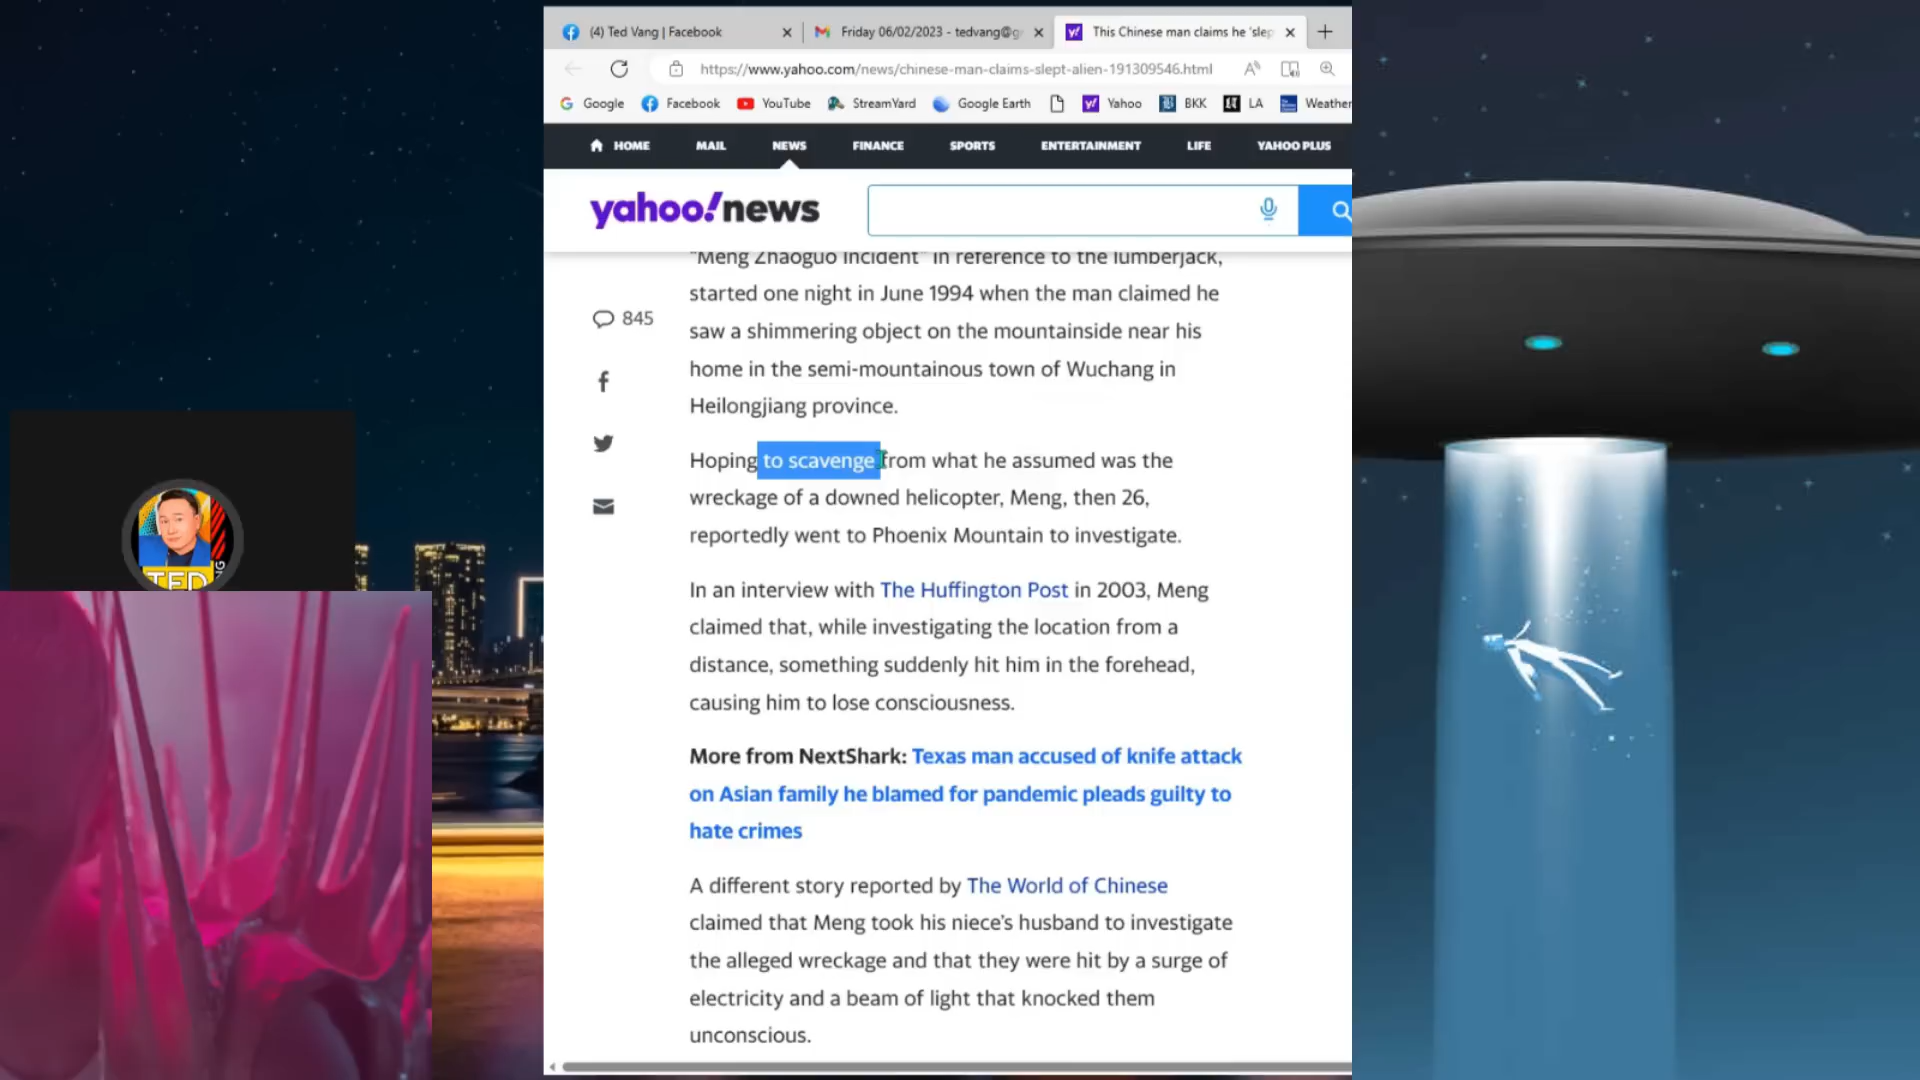 (4) Ted Vang | Facebook
Friday 06/02/2023 - tedvang@g
This Chinese man claims he 'slep
https://www.yahoo.com/news/chinese-man-claims-slept-alien-191309546.html
Google Facebook YouTube StreamYard Google Earth Yahoo BKK LA Weather
HOME MAIL NEWS FINANCE SPORTS ENTERTAINMENT LIFE YAHOO PLUS
yahoo!news
"Meng Zhaoguo Incident" in reference to the lumberjack,
started one night in June 1994 when the man claimed he
845
saw a shimmering object on the mountainside near his
home in the semi-mountainous town of Wuchang in
Heilongjiang province.
Hoping to scavenge from what he assumed was the
wreckage of a downed helicopter, Meng, then 26,
reportedly went to Phoenix Mountain to investigate.
In an interview with The Huffington Post in 2003, Meng
claimed that, while investigating the location from a
distance, something suddenly hit him in the forehead,
causing him to lose consciousness.
More from NextShark: Texas man accused of knife attack
on Asian family he blamed for pandemic pleads guilty to
hate crimes
A different story reported by The World of Chinese
claimed that Meng took his niece's husband to investigate
the alleged wreckage and that they were hit by a surge of
electricity and a beam of light that knocked them
unconscious.
TED